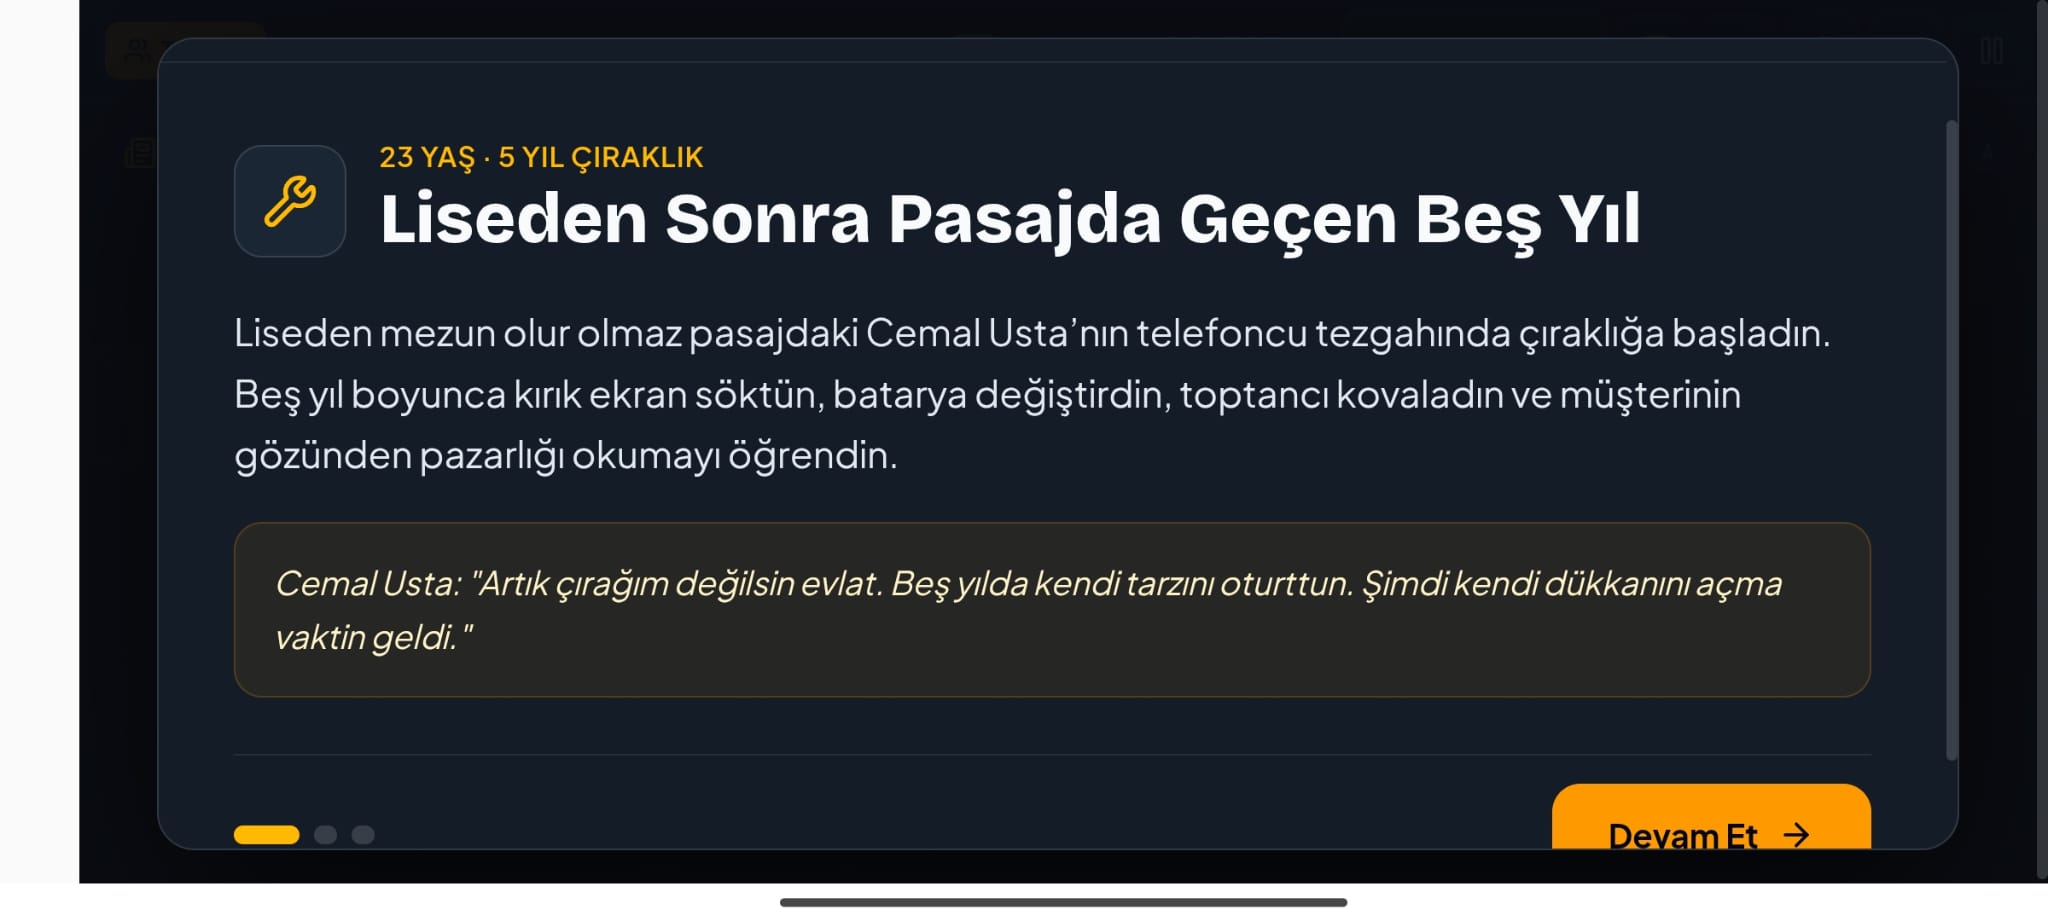 23 YAŞ · 5 YIL ÇIRAKLIK
Liseden Sonra Pasajda Geçen Beş Yıl
Liseden mezun olur olmaz pasajdaki Cemal Usta’nın telefoncu tezgahında çıraklığa başladın.
Beş yıl boyunca kırık ekran söktün, batarya değiştirdin, toptancı kovaladın ve müşterinin
gözünden pazarlığı okumayı öğrendin.
Cemal Usta: "Artık çırağım değilsin evlat. Beş yılda kendi tarzını oturttun. Şimdi kendi dükkanını açma
vaktin geldi."
Devam Et →